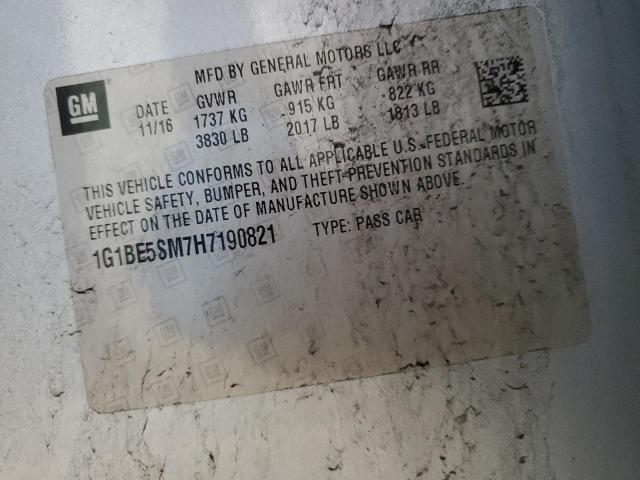 MFD BY GENERAL MOTORS LLC
GM
DATE GVWR GAWR FRT GAWR RR
11/16 1737 KG 915 KG 822 KG
3830 LB 2017 LB 1813 LB
THIS VEHICLE CONFORMS TO ALL APPLICABLE U.S. FEDERAL MOTOR
VEHICLE SAFETY, BUMPER, AND THEFT PREVENTION STANDARDS IN
EFFECT ON THE DATE OF MANUFACTURE SHOWN ABOVE.
1G1BE5SM7H7190821 TYPE: PASS CAR